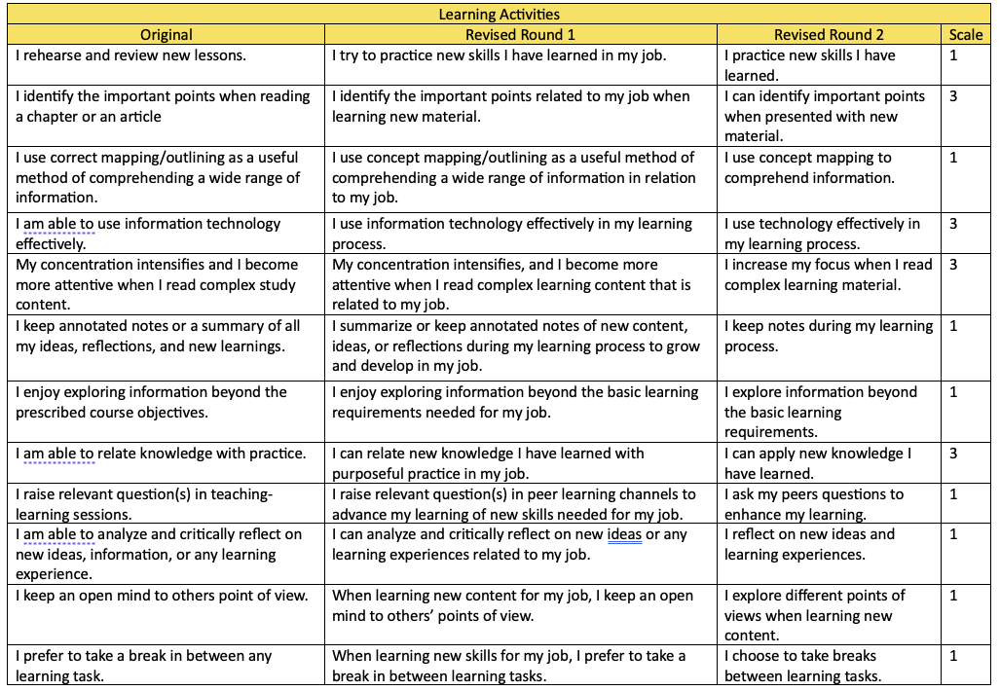 Learning Activities
Original Revised Round 1 Revised Round 2 Scale
I rehearse and review new lessons.
I try to practice new skills I have learned in my job.
I practice new skills I have
learned.
1
I identify the important points when reading
a chapter or an article
I identify the important points related to my job when
learning new material.
I can identify important points
when presented with new
material.
3
I use correct mapping/outlining as a useful
method of comprehending a wide range of
information.
I use concept mapping/outlining as a useful method of
comprehending a wide range of information in relation
to my job.
I use concept mapping to
comprehend information.
1
I am able to use information technology
effectively.
I use information technology effectively in my learning
process.
I use technology effectively in
my learning process.
3
My concentration intensifies and I become
more attentive when I read complex study
content.
My concentration intensifies, and I become more
attentive when I read complex learning content that is
related to my job.
I increase my focus when I read
complex learning material.
3
I keep annotated notes or a summary of all
my ideas, reflections, and new learnings.
I summarize or keep annotated notes of new content,
ideas, or reflections during my learning process to grow
and develop in my job.
I keep notes during my learning
process.
1
I enjoy exploring information beyond the
prescribed course objectives.
I enjoy exploring information beyond the basic learning
requirements needed for my job.
I explore information beyond
the basic learning
requirements.
1
I am able to relate knowledge with practice.
I can relate new knowledge I have learned with
purposeful practice in my job.
I can apply new knowledge I
have learned.
3
I raise relevant question(s) in teaching-
learning sessions.
I raise relevant question(s) in peer learning channels to
advance my learning of new skills needed for my job.
I ask my peers questions to
enhance my learning.
1
I am able to analyze and critically reflect on
new ideas, information, or any learning
experience.
I can analyze and critically reflect on new ideas or any
learning experiences related to my job.
I reflect on new ideas and
learning experiences.
1
I keep an open mind to others point of view.
When learning new content for my job, I keep an open
mind to others’ points of view.
I explore different points of
views when learning new
content.
1
I prefer to take a break in between any
learning task.
When learning new skills for my job, I prefer to take a
break in between learning tasks.
I choose to take breaks
between learning tasks.
1